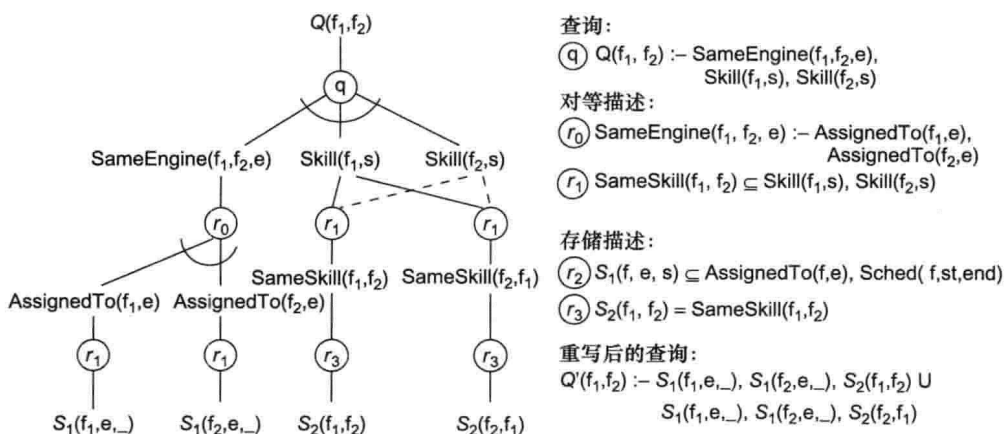 Q(f₁,f₂)
q
SameEngine(f₁,f₂,e) Skill(f₁,s) Skill(f₂,s)
r₀ r₁ r₁
SameSkill(f₁,f₂) SameSkill(f₂,f₁)
AssignedTo(f₁,e) AssignedTo(f₂,e)
r₁ r₁ r₃ r₃
S₁(f₁,e,_) S₁(f₂,e,_) S₂(f₁,f₂) S₂(f₂,f₁)
查询:
q Q(f₁, f₂) :– SameEngine(f₁,f₂,e),
Skill(f₁,s), Skill(f₂,s)
对等描述:
r₀ SameEngine(f₁, f₂, e) :– AssignedTo(f₁,e),
AssignedTo(f₂,e)
r₁ SameSkill(f₁, f₂) ⊆ Skill(f₁,s), Skill(f₂,s)
存储描述:
r₂ S₁(f, e, s) ⊆ AssignedTo(f,e), Sched( f,st,end)
r₃ S₂(f₁, f₂) = SameSkill(f₁,f₂)
重写后的查询:
Q'(f₁,f₂) :– S₁(f₁,e,_), S₁(f₂,e,_), S₂(f₁,f₂) U
S₁(f₁,e,_), S₁(f₂,e,_), S₂(f₂,f₁)